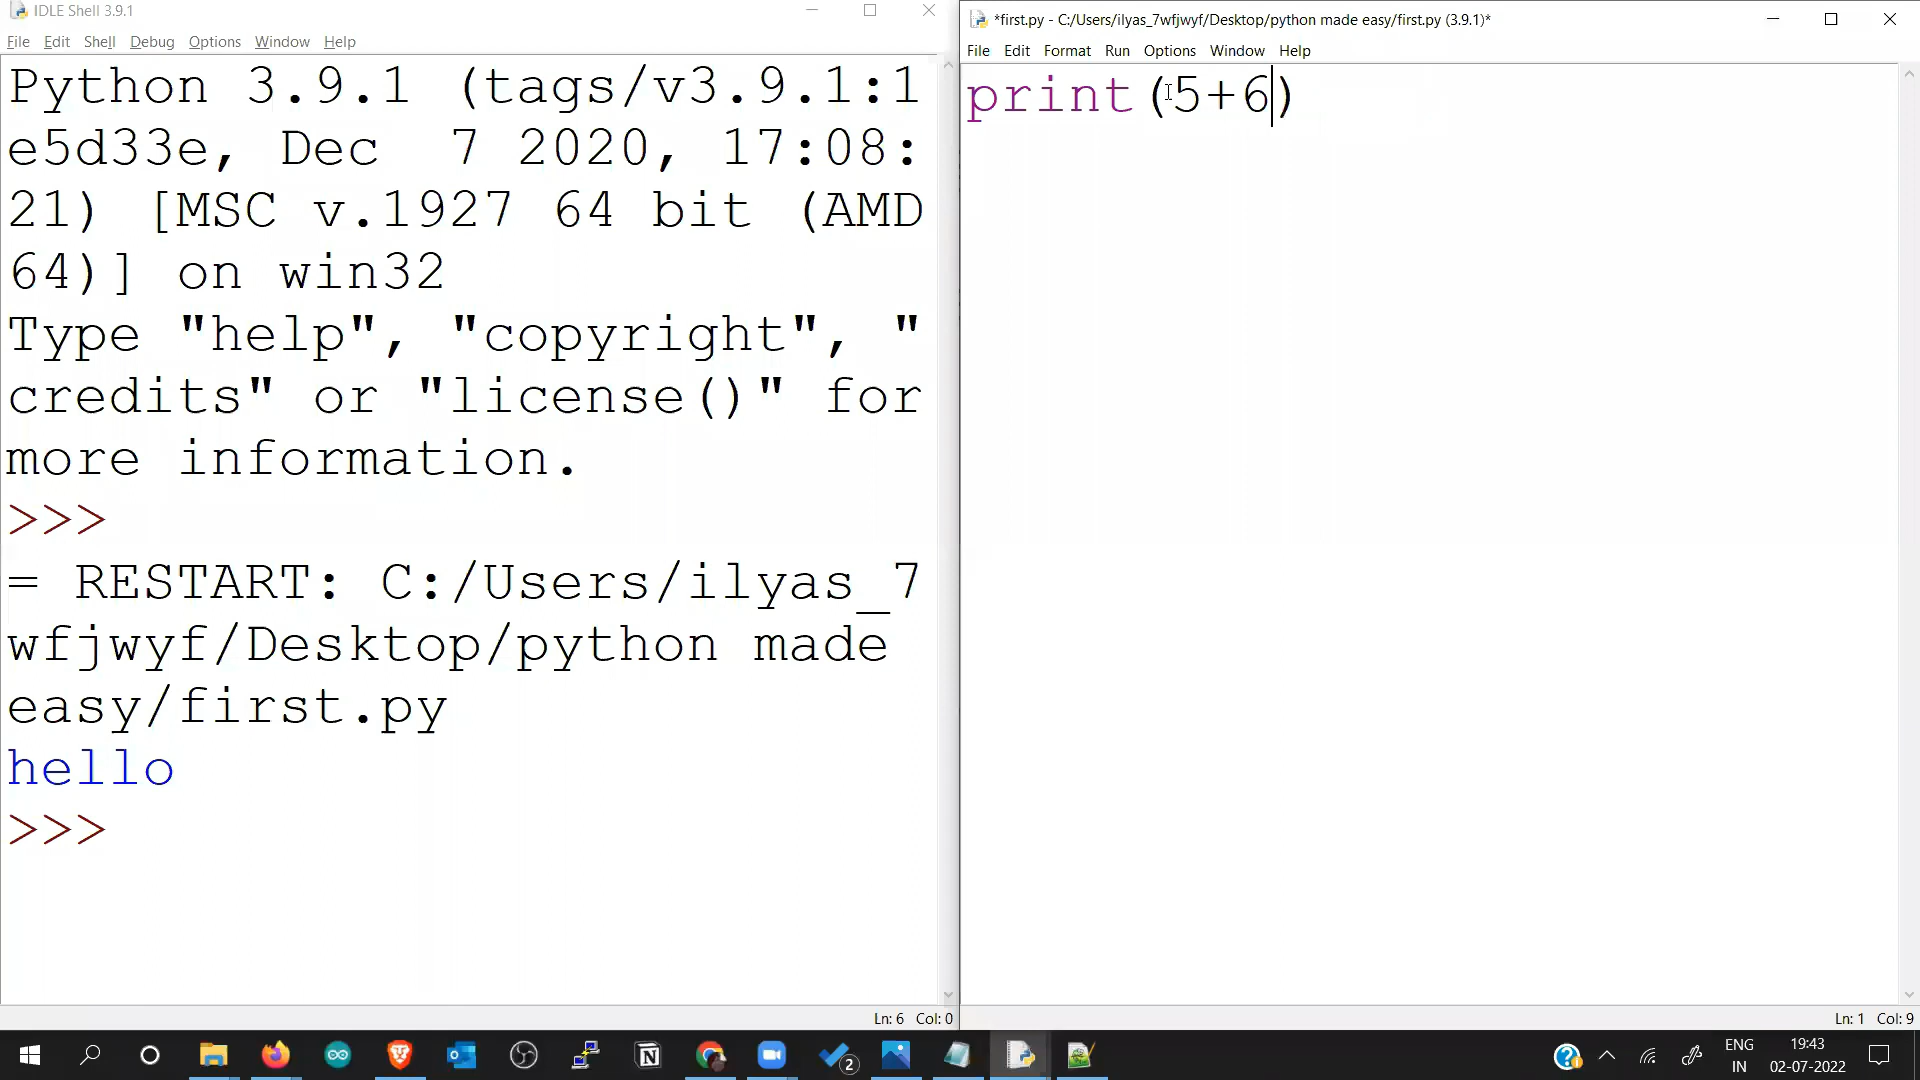 IDLE Shell 3.9.1
File Edit Shell Debug Options Window Help
Python 3.9.1 (tags/v3.9.1:1
e5d33e, Dec  7 2020, 17:08:
21) [MSC v.1927 64 bit (AMD
64)] on win32
Type "help", "copyright", "
credits" or "license()" for
more information.
>>>
= RESTART: C:/Users/ilyas_7
wfjwyf/Desktop/python made
easy/first.py
hello
>>>
Ln: 6 Col: 0
*first.py - C:/Users/ilyas_7wfjwyf/Desktop/python made easy/first.py (3.9.1)*
File Edit Format Run Options Window Help
print(5+6)
Ln: 1 Col: 9
2
ENG
IN
19:43
02-07-2022